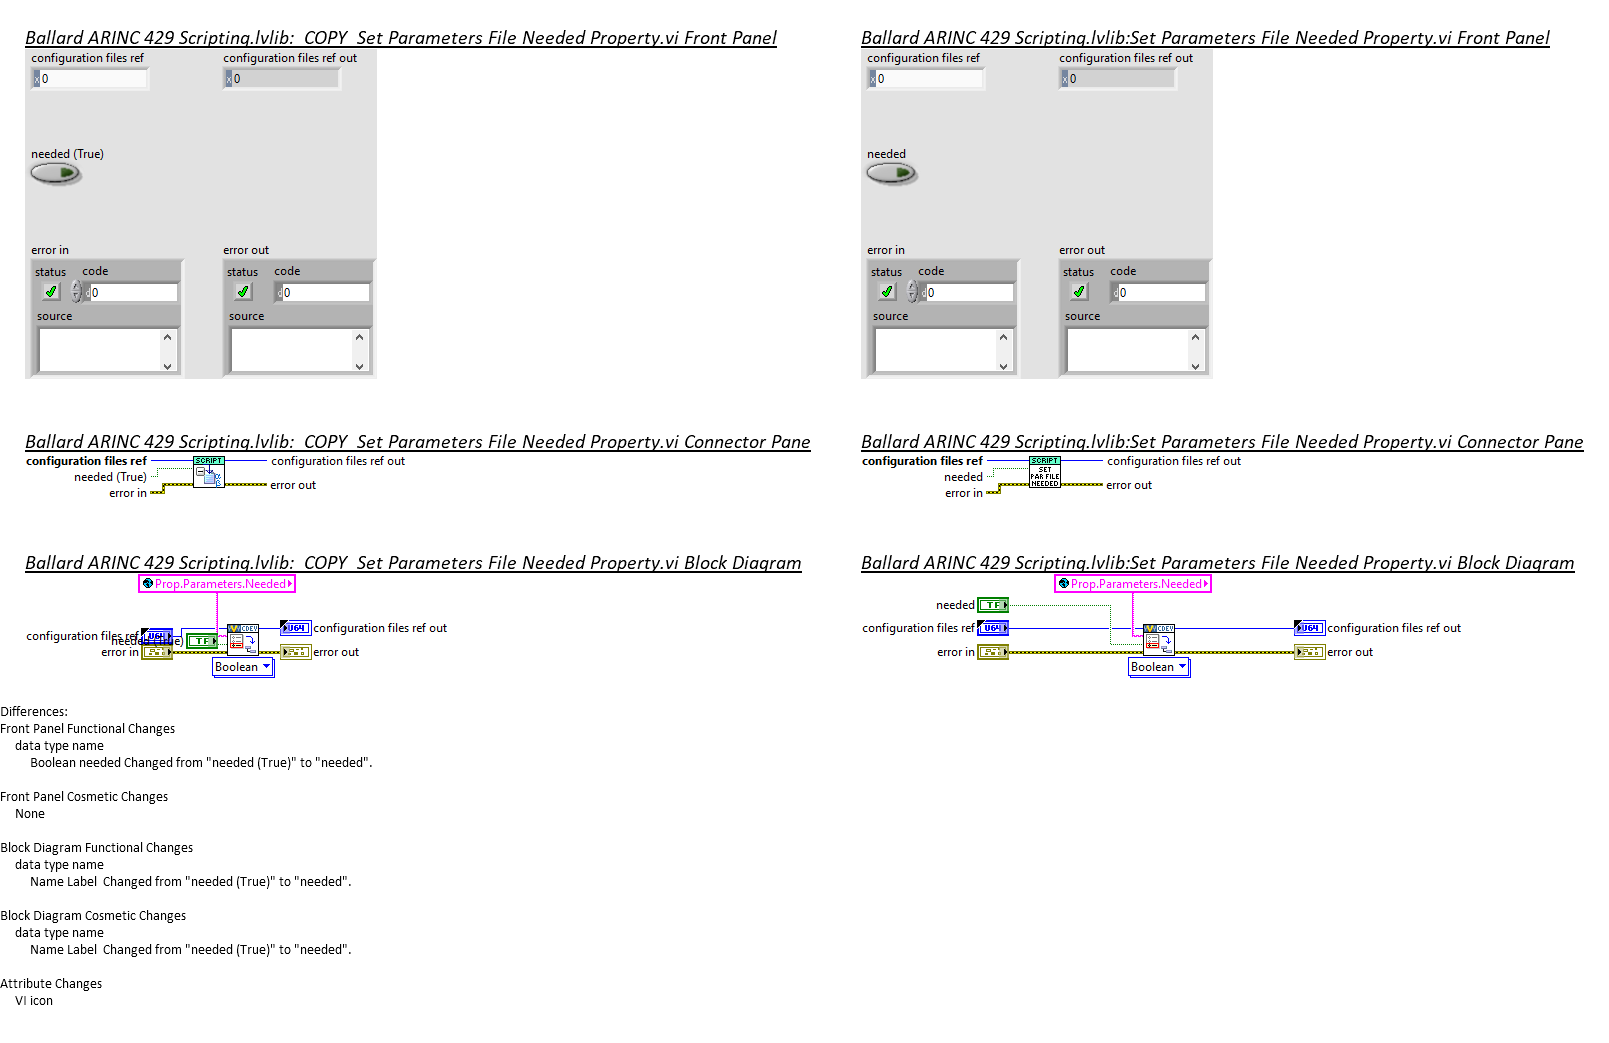 Ballard ARINC 429 Scripting.lvlib:_COPY_Set Parameters File Needed Property.vi Front Panel
configuration files ref
configuration files ref out
x 0
x 0
needed (True)
error in
error out
status
code
status
code
d 0
d 0
source
source
Ballard ARINC 429 Scripting.lvlib:Set Parameters File Needed Property.vi Front Panel
configuration files ref
configuration files ref out
x 0
x 0
needed
error in
error out
status
code
status
code
d 0
d 0
source
source
Ballard ARINC 429 Scripting.lvlib:_COPY_Set Parameters File Needed Property.vi Connector Pane
configuration files ref
SCRIPT
configuration files ref out
needed (True)
error in
error out
Ballard ARINC 429 Scripting.lvlib:Set Parameters File Needed Property.vi Connector Pane
configuration files ref
SCRIPT
SET
PAR FILE
NEEDED
configuration files ref out
needed
error in
error out
Ballard ARINC 429 Scripting.lvlib:_COPY_Set Parameters File Needed Property.vi Block Diagram
Prop.Parameters.Needed
configuration files ref
U64
needed (True)
TF
CDEV
U64
configuration files ref out
error in
error out
Boolean
Ballard ARINC 429 Scripting.lvlib:Set Parameters File Needed Property.vi Block Diagram
Prop.Parameters.Needed
needed
TF
configuration files ref
U64
CDEV
U64
configuration files ref out
error in
error out
Boolean
Differences:
Front Panel Functional Changes
data type name
Boolean needed Changed from "needed (True)" to "needed".
Front Panel Cosmetic Changes
None
Block Diagram Functional Changes
data type name
Name Label  Changed from "needed (True)" to "needed".
Block Diagram Cosmetic Changes
data type name
Name Label  Changed from "needed (True)" to "needed".
Attribute Changes
VI icon